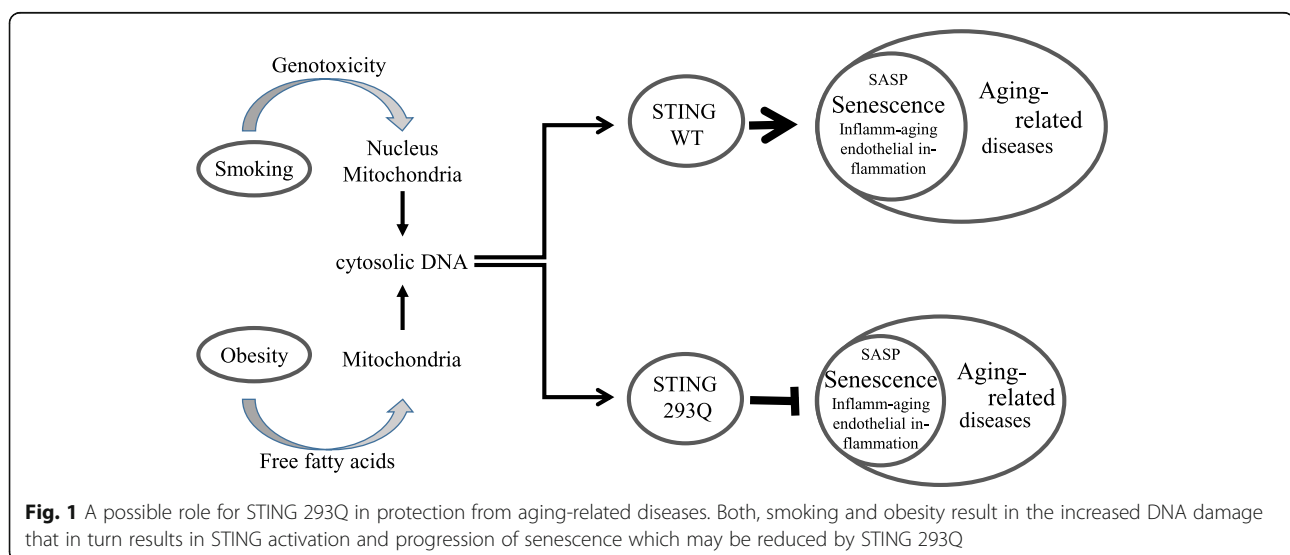 Genotoxicity
Smoking
Nucleus
Mitochondria
cytosolic DNA
Obesity
Mitochondria
Free fatty acids
STING
WT
SASP
Senescence
Inflamm-aging
endothelial in-
flammation
Aging-
related
diseases
STING
293Q
SASP
Senescence
Inflamm-aging
endothelial in-
flammation
Aging-
related
diseases
Fig. 1 A possible role for STING 293Q in protection from aging-related diseases. Both, smoking and obesity result in the increased DNA damage
that in turn results in STING activation and progression of senescence which may be reduced by STING 293Q